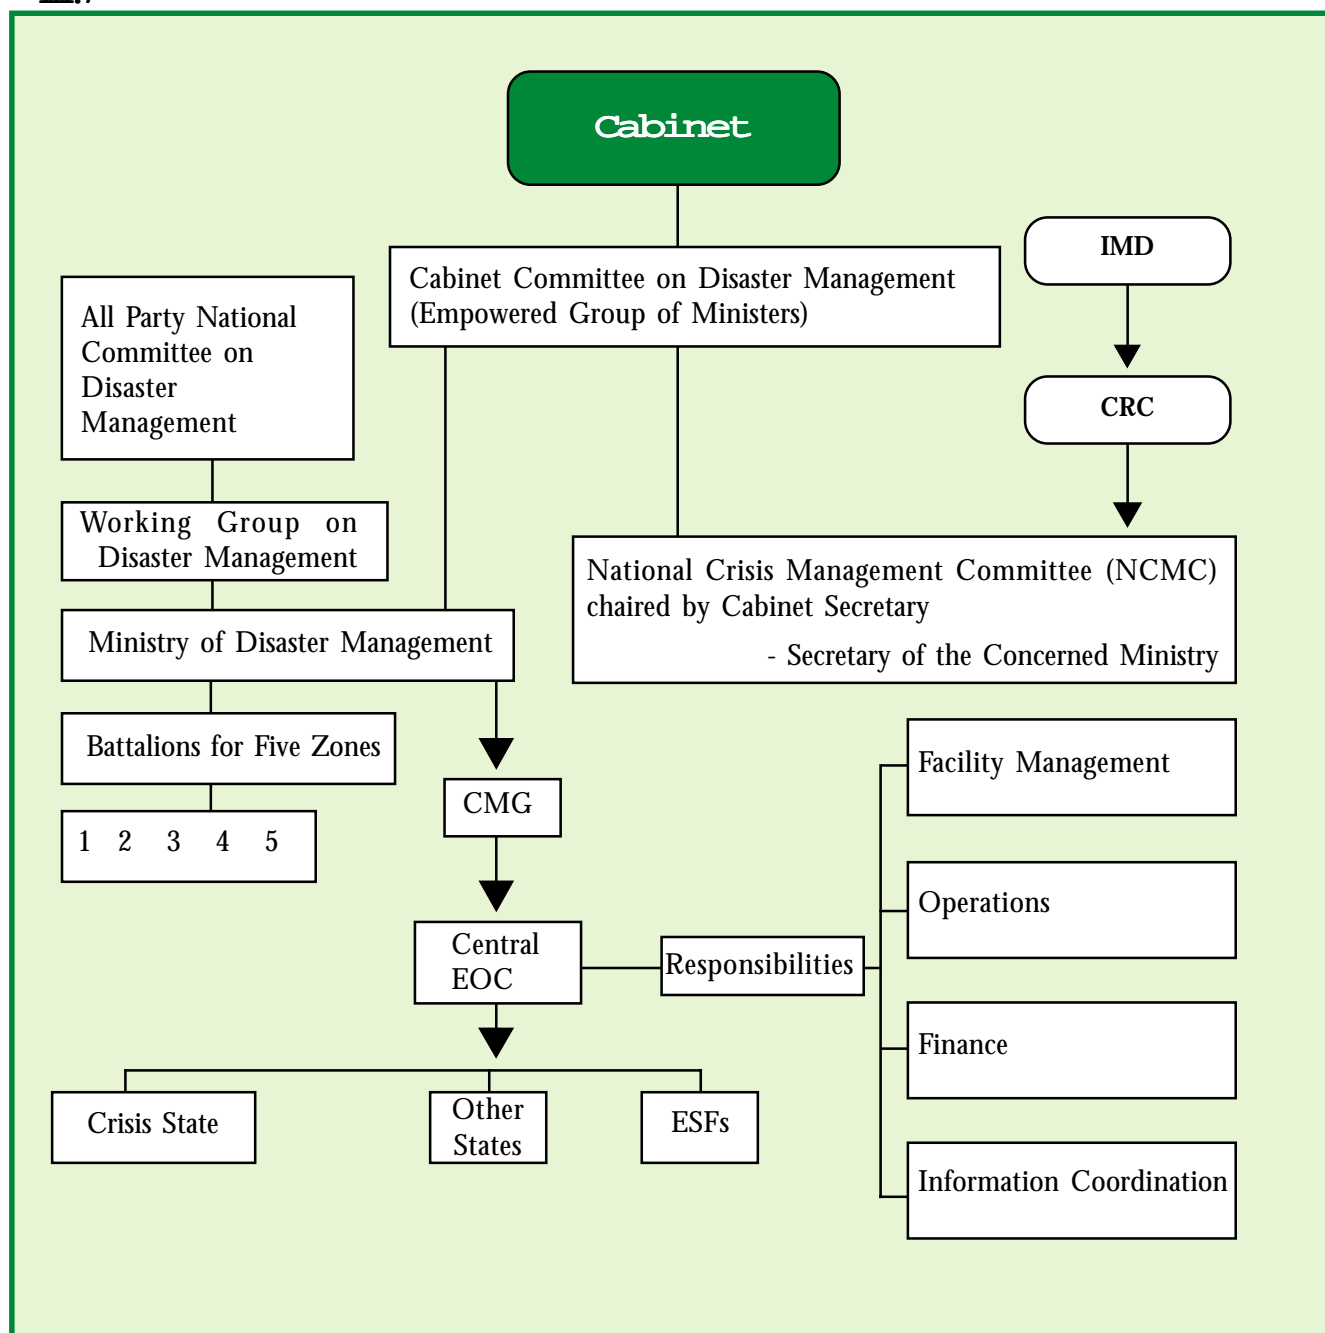 Cabinet
Cabinet Committee on Disaster Management
(Empowered Group of Ministers)
IMD
CRC
All Party National
Committee on
Disaster
Management
Working Group on
Disaster Management
Ministry of Disaster Management
National Crisis Management Committee (NCMC)
chaired by Cabinet Secretary
- Secretary of the Concerned Ministry
Battalions for Five Zones
1 2 3 4 5
CMG
Central
EOC
Responsibilities
Facility Management
Operations
Finance
Information Coordination
Crisis State
Other
States
ESFs